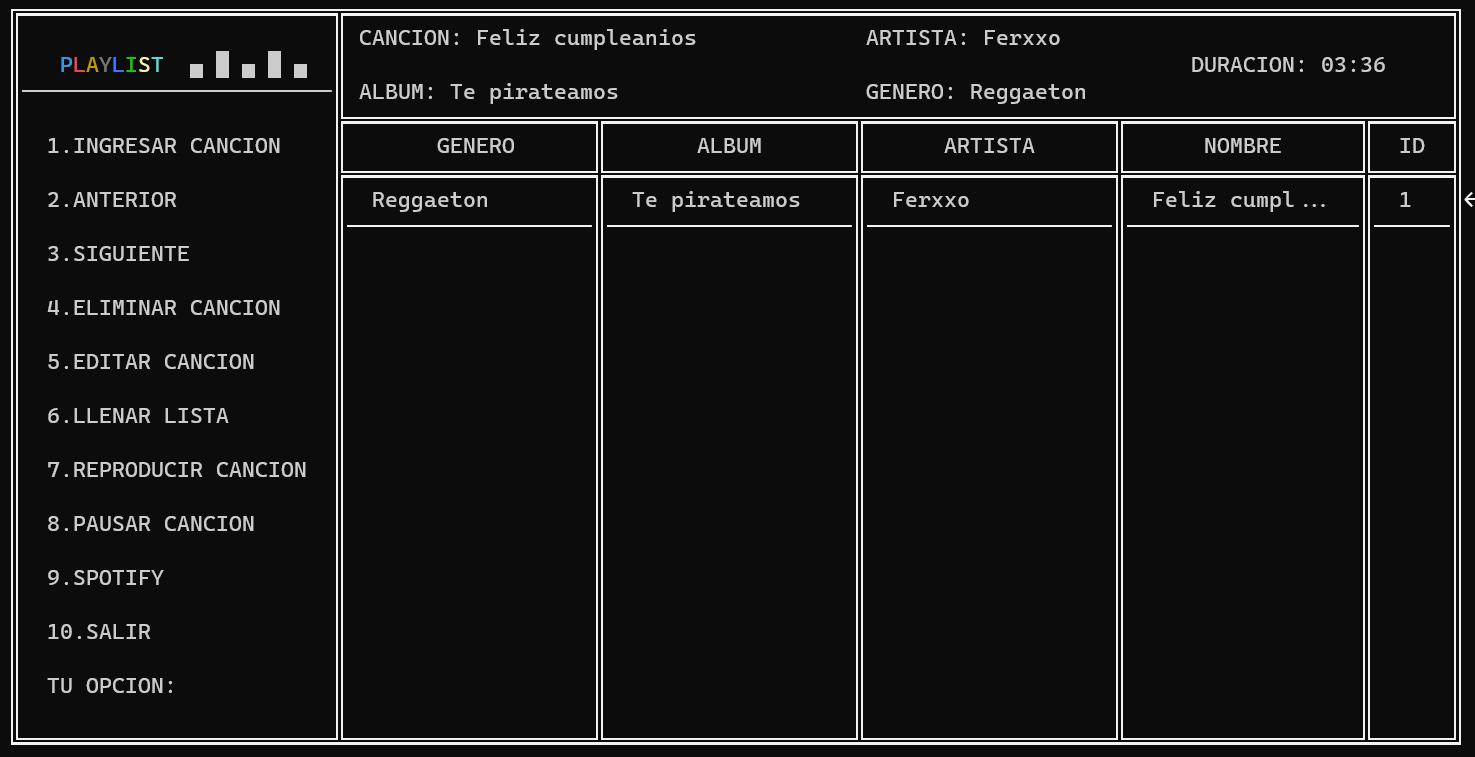 PLAYLIST
1.INGRESAR CANCION
2.ANTERIOR
3.SIGUIENTE
4.ELIMINAR CANCION
5.EDITAR CANCION
6.LLENAR LISTA
7.REPRODUCIR CANCION
8.PAUSAR CANCION
9.SPOTIFY
10.SALIR
TU OPCION:
CANCION: Feliz cumpleanios ARTISTA: Ferxxo
DURACION: 03:36
ALBUM: Te pirateamos GENERO: Reggaeton
GENERO ALBUM ARTISTA NOMBRE ID
Reggaeton Te pirateamos Ferxxo Feliz cumpl... 1 ←